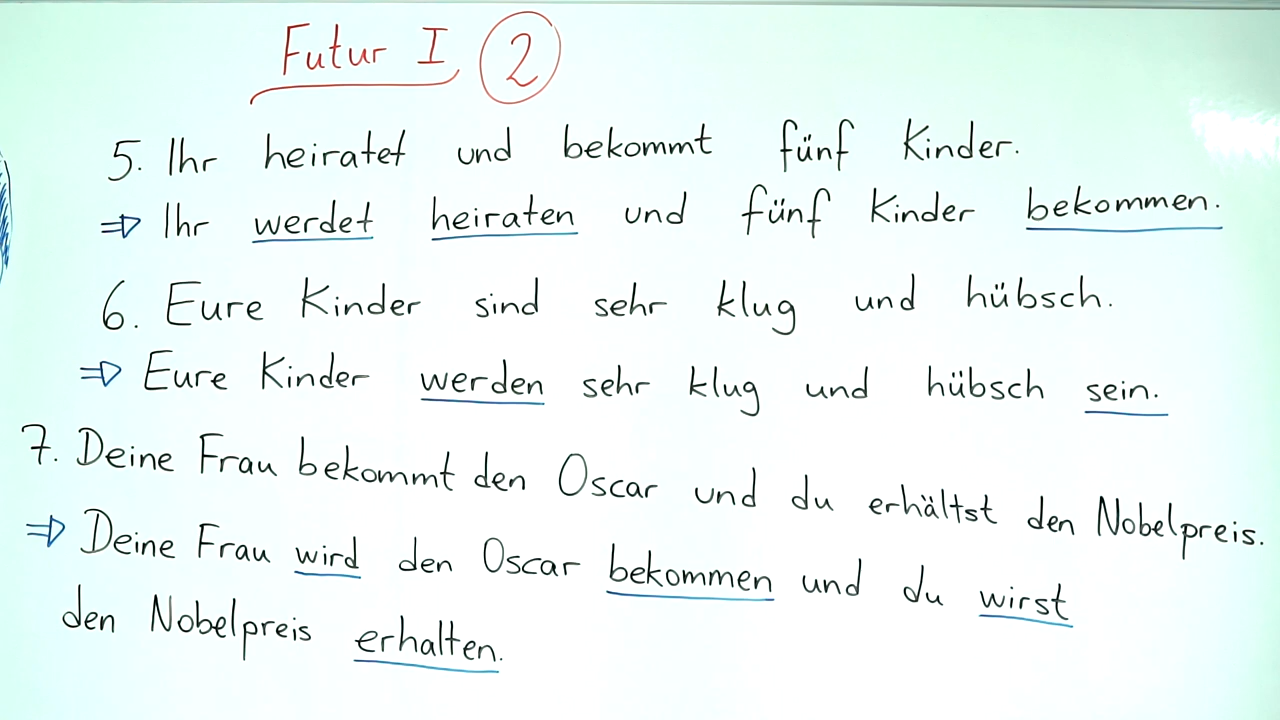 Futur I 2
5. Ihr heiratet und bekommt fünf Kinder.
⇒ Ihr werdet heiraten und fünf Kinder bekommen.
6. Eure Kinder sind sehr klug und hübsch.
⇒ Eure Kinder werden sehr klug und hübsch sein.
7. Deine Frau bekommt den Oscar und du erhältst den Nobelpreis.
⇒ Deine Frau wird den Oscar bekommen und du wirst
den Nobelpreis erhalten.